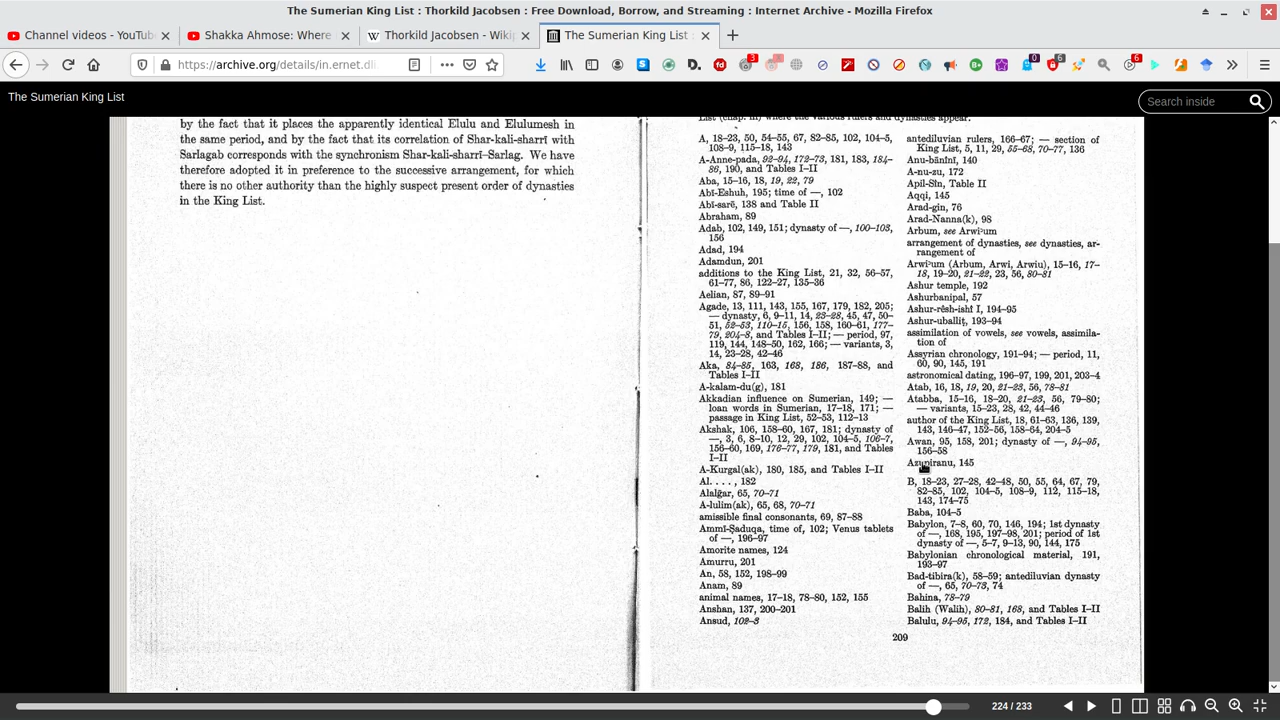 The Sumerian King List : Thorkild Jacobsen : Free Download, Borrow, and Streaming : Internet Archive - Mozilla Firefox
Channel videos - YouTub
Shakka Ahmose: Where
Thorkild Jacobsen - Wiki
The Sumerian King List
https://archive.org/details/in.ernet.dli
The Sumerian King List
Search inside
by the fact that it places the apparently identical Elulu and Elulumesh in
the same period, and by the fact that its correlation of Shar-kali-sharrī with
Sarlagab corresponds with the synchronism Shar-kali-sharrī–Sarlag. We have
therefore adopted it in preference to the successive arrangement, for which
there is no other authority than the highly suspect present order of dynasties
in the King List.
List (chap. iii) where the various rulers and dynasties appear.
A, 18–23, 50, 54–55, 67, 82–85, 102, 104–5,
108–9, 115–18, 143
A-Anne-pada, 92–94, 172–73, 181, 183, 184–
86, 190, and Tables I–II
Aba, 15–16, 18, 19, 22, 79
Abī-Eshuh, 195; time of —, 102
Abī-sarē, 138 and Table II
Abraham, 89
Adab, 102, 149, 151; dynasty of —, 100–103,
156
Adad, 194
Adamdun, 201
additions to the King List, 21, 32, 56–57,
61–77, 86, 122–27, 135–36
Aelian, 87, 89–91
Agade, 13, 111, 143, 155, 167, 179, 182, 205;
— dynasty, 6, 9–11, 14, 23–28, 45, 47, 50–
51, 52–53, 110–15, 156, 158, 160–61, 177–
79, 204–5, and Tables I–II; — period, 97,
119, 144, 148–50, 162, 166; — variants, 3,
14, 23–28, 42–46
Aka, 84–85, 163, 168, 186, 187–88, and
Tables I–II
A-kalam-du(g), 181
Akkadian influence on Sumerian, 149; —
loan words in Sumerian, 17–18, 171; —
passage in King List, 52–53, 112–13
Akshak, 106, 158–60, 167, 181; dynasty of
—, 3, 6, 8–10, 12, 29, 102, 104–5, 106–7,
156–60, 169, 176–77, 179, 181, and Tables
I–II
A-Kurgal(ak), 180, 185, and Tables I–II
Al. . . . , 182
Alalĝar, 65, 70–71
A-lulim(ak), 65, 68, 70–71
amissible final consonants, 69, 87–88
Ammī-Ṣaduqa, time of, 102; Venus tablets
of —, 196–97
Amorite names, 124
Amurru, 201
An, 58, 152, 198–99
Anam, 89
animal names, 17–18, 78–80, 152, 155
Anshan, 137, 200–201
Ansud, 102–3
antediluvian rulers, 166–67; — section of
King List, 5, 11, 29, 55–68, 70–77, 136
Anu-bānīnī, 140
A-nu-zu, 172
Apil-Sîn, Table II
Aqqi, 145
Arad-gin, 76
Arad-Nanna(k), 98
Arbum, see Arwiʾum
arrangement of dynasties, see dynasties, ar-
rangement of
Arwiʾum (Arbum, Arwi, Arwiu), 15–16, 17–
18, 19–20, 21–22, 23, 56, 80–81
Ashur temple, 192
Ashurbanipal, 57
Ashur-rēsh-ishī I, 194–95
Ashur-uballiṭ, 193–94
assimilation of vowels, see vowels, assimila-
tion of
Assyrian chronology, 191–94; — period, 11,
60, 90, 145, 191
astronomical dating, 196–97, 199, 201, 203–4
Atab, 16, 18, 19, 20, 21–23, 56, 78–81
Atabba, 15–16, 18–20, 21–23, 56, 79–80;
— variants, 15–23, 28, 42, 44–46
author of the King List, 18, 61–63, 136, 139,
143, 146–47, 152–56, 158–64, 204–5
Awan, 95, 158, 201; dynasty of —, 94–95,
156–58
Azupiranu, 145
B, 18–23, 27–28, 42–48, 50, 55, 64, 67, 79,
82–85, 102, 104–5, 108–9, 112, 115–18,
143, 174–75
Baba, 104–5
Babylon, 7–8, 60, 70, 146, 194; 1st dynasty
of —, 168, 195, 197–98, 201; period of 1st
dynasty of —, 5–7, 9–13, 90, 144, 175
Babylonian chronological material, 191,
193–97
Bad-tibira(k), 58–59; antediluvian dynasty
of —, 65, 70–73, 74
Bahina, 78–79
Balih (Walih), 80–81, 168, and Tables I–II
Balulu, 94–95, 172, 184, and Tables I–II
209
224 / 233